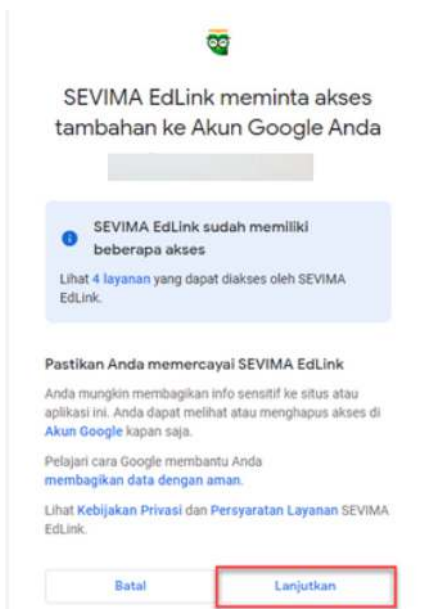 SEVIMA EdLink meminta akses
tambahan ke Akun Google Anda
SEVIMA EdLink sudah memiliki
beberapa akses
Lihat 4 layanan yang dapat diakses oleh SEVIMA
EdLink.
Pastikan Anda memercayai SEVIMA EdLink
Anda mungkin membagikan info sensitif ke situs atau
aplikasi ini. Anda dapat melihat atau menghapus akses di
Akun Google kapan saja.
Pelajari cara Google membantu Anda
membagikan data dengan aman.
Lihat Kebijakan Privasi dan Persyaratan Layanan SEVIMA
EdLink.
Batal Lanjutkan